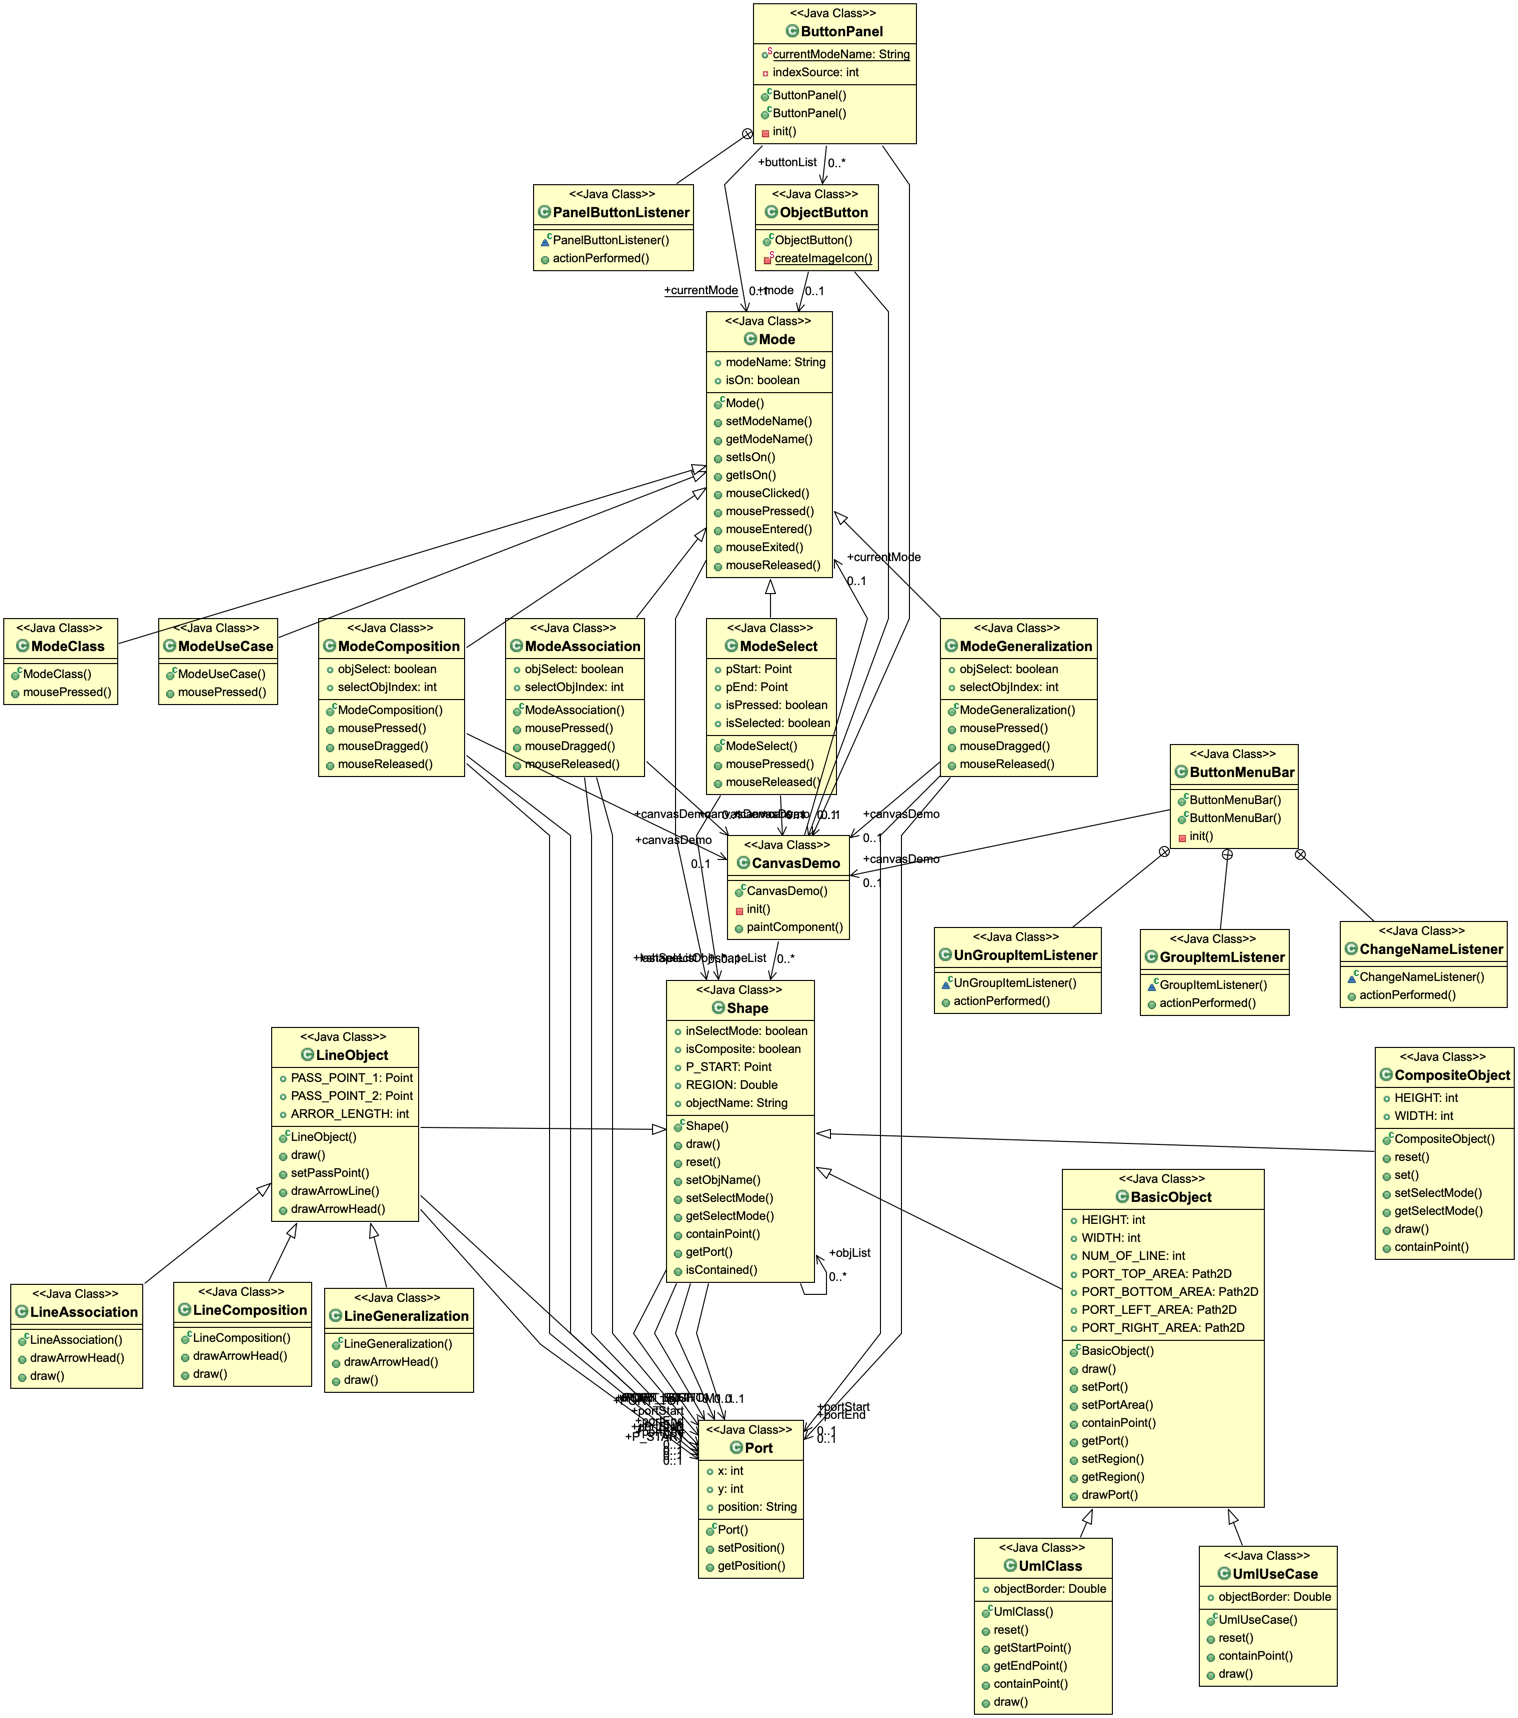 <<Java Class>>
ButtonPanel
currentModeName: String
indexSource: int
ButtonPanel()
ButtonPanel()
init()
+buttonList
0..*
<<Java Class>>
PanelButtonListener
PanelButtonListener()
actionPerformed()
<<Java Class>>
ObjectButton
ObjectButton()
createImageIcon()
+currentMode
+mode
0..1
<<Java Class>>
Mode
modeName: String
isOn: boolean
Mode()
setModeName()
getModeName()
setIsOn()
getIsOn()
mouseClicked()
mousePressed()
mouseEntered()
mouseExited()
mouseReleased()
+currentMode
0..1
<<Java Class>>
ModeClass
ModeClass()
mousePressed()
<<Java Class>>
ModeUseCase
ModeUseCase()
mousePressed()
<<Java Class>>
ModeComposition
objSelect: boolean
selectObjIndex: int
ModeComposition()
mousePressed()
mouseDragged()
mouseReleased()
<<Java Class>>
ModeAssociation
objSelect: boolean
selectObjIndex: int
ModeAssociation()
mousePressed()
mouseDragged()
mouseReleased()
<<Java Class>>
ModeSelect
pStart: Point
pEnd: Point
isPressed: boolean
isSelected: boolean
ModeSelect()
mousePressed()
mouseReleased()
<<Java Class>>
ModeGeneralization
objSelect: boolean
selectObjIndex: int
ModeGeneralization()
mousePressed()
mouseDragged()
mouseReleased()
<<Java Class>>
ButtonMenuBar
ButtonMenuBar()
ButtonMenuBar()
init()
+canvasDemo
+canvasDemo
0..1
+canvasDemo
0..1
+canvasDemo
0..1
<<Java Class>>
CanvasDemo
CanvasDemo()
init()
paintComponent()
<<Java Class>>
UnGroupItemListener
UnGroupItemListener()
actionPerformed()
<<Java Class>>
GroupItemListener
GroupItemListener()
actionPerformed()
<<Java Class>>
ChangeNameListener
ChangeNameListener()
actionPerformed()
0..*
<<Java Class>>
Shape
inSelectMode: boolean
isComposite: boolean
P_START: Point
REGION: Double
objectName: String
Shape()
draw()
reset()
setObjName()
setSelectMode()
getSelectMode()
containPoint()
getPort()
isContained()
+objList
0..*
<<Java Class>>
LineObject
PASS_POINT_1: Point
PASS_POINT_2: Point
ARROR_LENGTH: int
LineObject()
draw()
setPassPoint()
drawArrowLine()
drawArrowHead()
<<Java Class>>
CompositeObject
HEIGHT: int
WIDTH: int
CompositeObject()
reset()
set()
setSelectMode()
getSelectMode()
draw()
containPoint()
<<Java Class>>
BasicObject
HEIGHT: int
WIDTH: int
NUM_OF_LINE: int
PORT_TOP_AREA: Path2D
PORT_BOTTOM_AREA: Path2D
PORT_LEFT_AREA: Path2D
PORT_RIGHT_AREA: Path2D
BasicObject()
draw()
setPort()
setPortArea()
containPoint()
getPort()
setRegion()
getRegion()
drawPort()
<<Java Class>>
LineAssociation
LineAssociation()
drawArrowHead()
draw()
<<Java Class>>
LineComposition
LineComposition()
drawArrowHead()
draw()
<<Java Class>>
LineGeneralization
LineGeneralization()
drawArrowHead()
draw()
+portStart
+portStart
+portEnd
0..1
0..1
<<Java Class>>
Port
x: int
y: int
position: String
Port()
setPosition()
getPosition()
<<Java Class>>
UmlClass
objectBorder: Double
UmlClass()
reset()
getStartPoint()
getEndPoint()
containPoint()
draw()
<<Java Class>>
UmlUseCase
objectBorder: Double
UmlUseCase()
reset()
containPoint()
draw()